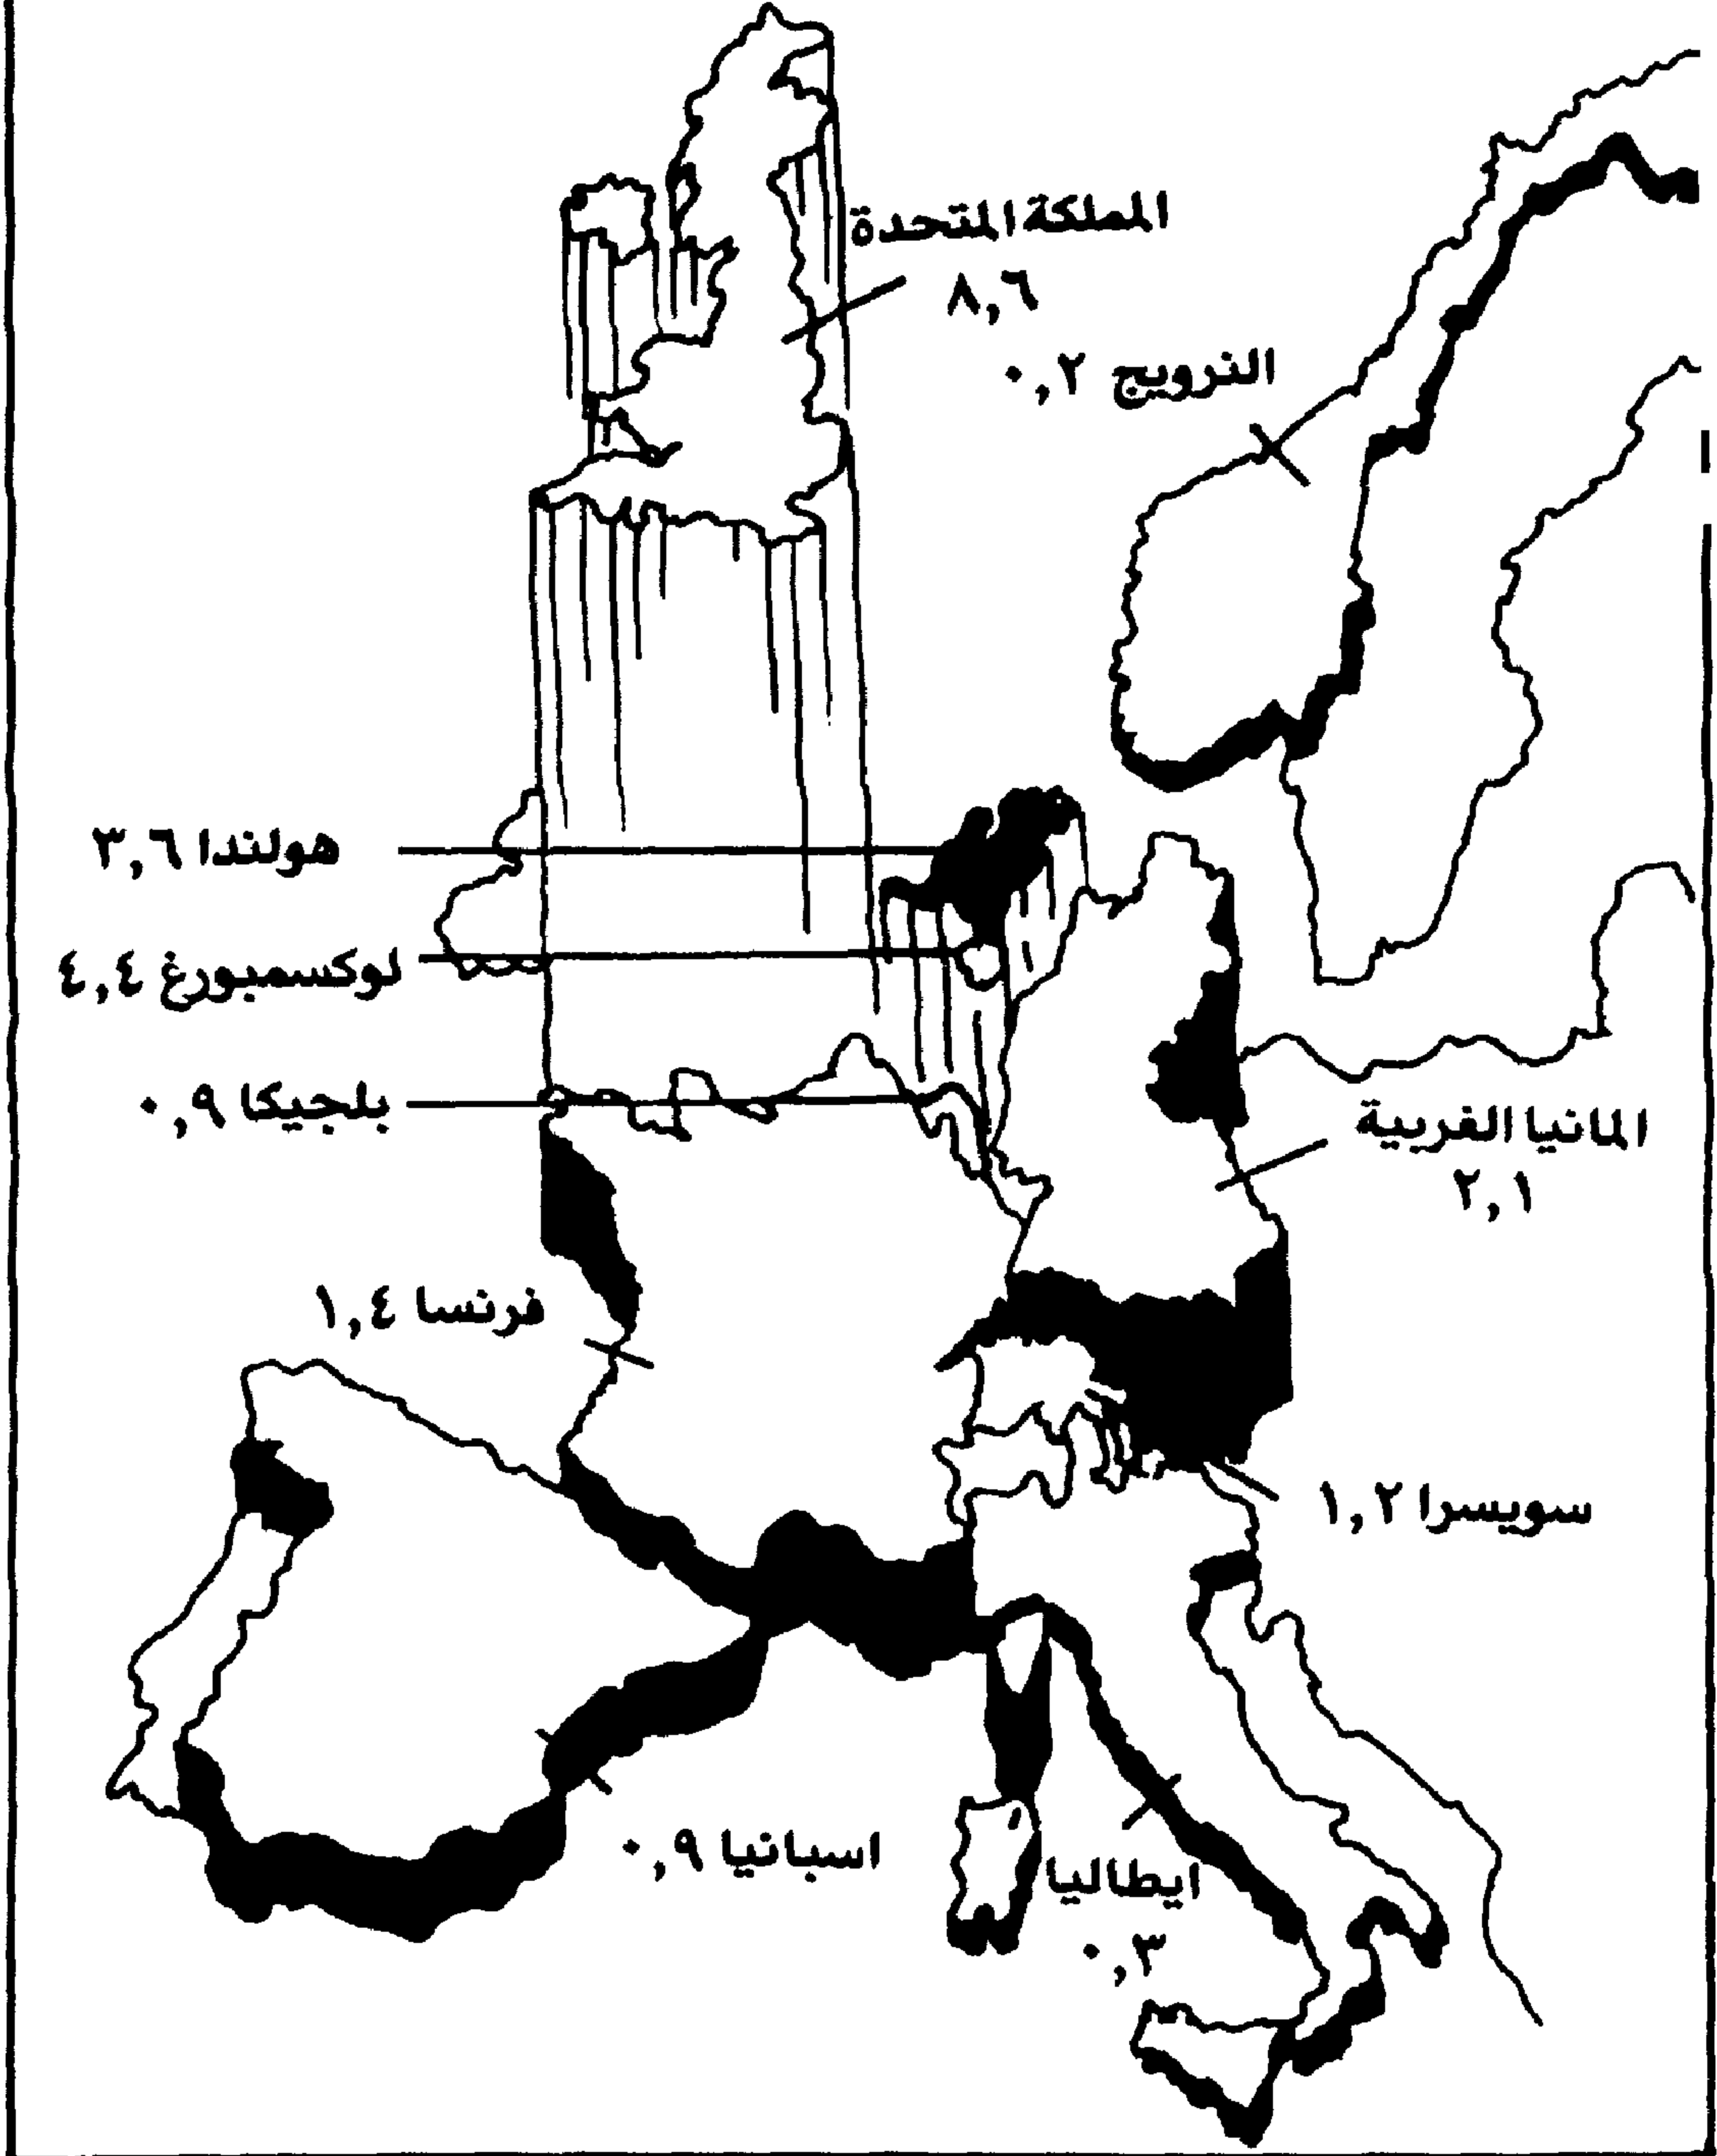 المملكة المتحدة
٨,٦
النرويج ٠,٢
هولندا ٣,٦
لوكسمبورغ ٤,٤
بلجيكا ٠,٩
المانيا الغربية
٢,١
فرنسا ١,٤
سويسرا ١,٢
اسبانيا ٠,٩
ايطاليا
٠,٣